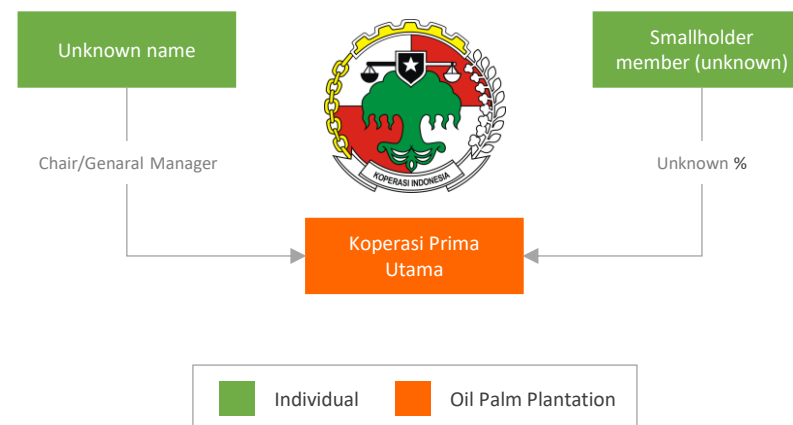 Unknown name
Smallholder
member (unknown)
KOPERASI INDONESIA
Chair/Genaral Manager
Unknown %
Koperasi Prima
Utama
Individual
Oil Palm Plantation